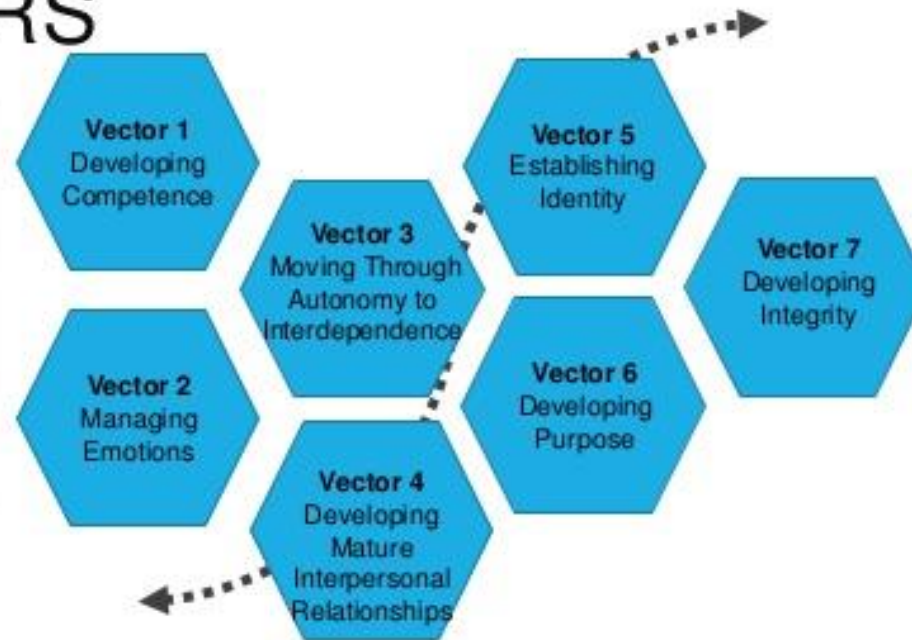 RS
Vector 1
Developing
Competence
Vector 2
Managing
Emotions
Vector 3
Moving Through
Autonomy to
Interdependence
Vector 4
Developing
Mature
Interpersonal
Relationships
Vector 5
Establishing
Identity
Vector 6
Developing
Purpose
Vector 7
Developing
Integrity